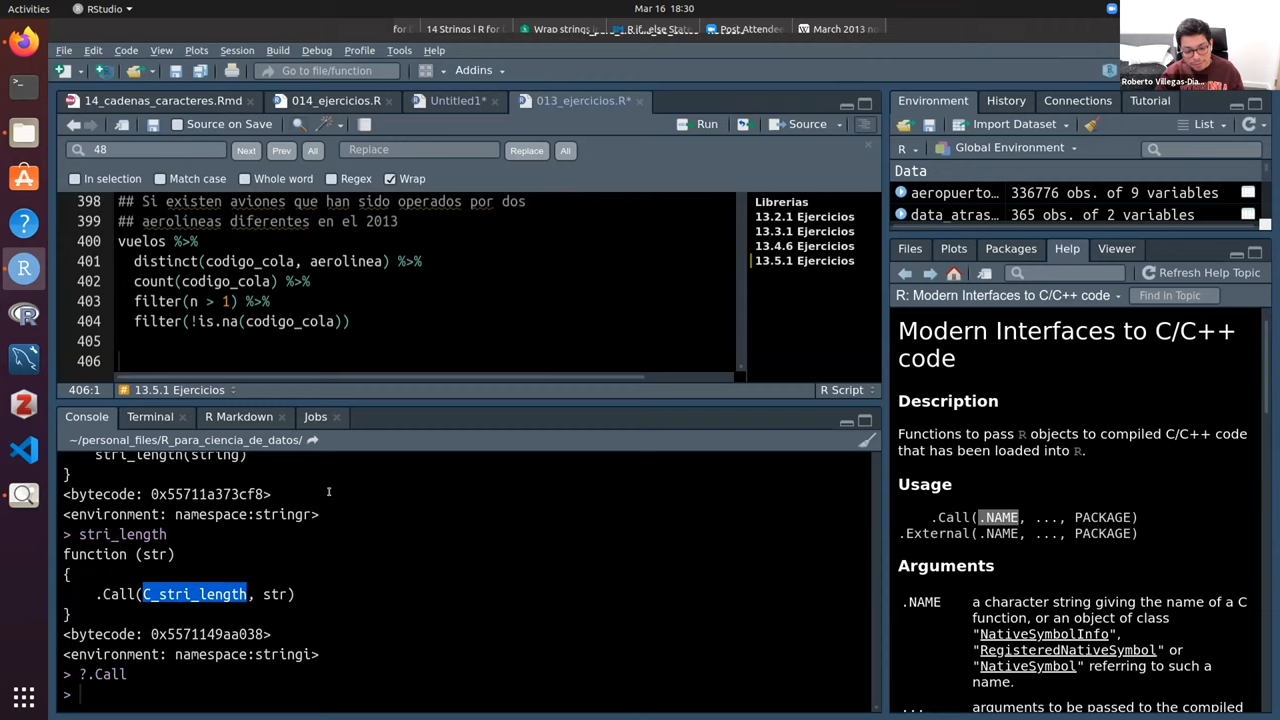 Activities
RStudio
Mar 16 18:30
for
14 Strings | R for
Wrap strings
R if...else State
Post Attendee
March 2013 no
File Edit Code View Plots Session Build Debug Profile Tools Help
Go to file/function
Addins
Roberto Villegas-Dia
14_cadenas_caracteres.Rmd
014_ejercicios.R
Untitled1*
013_ejercicios.R*
Source on Save
Run
Source
48
Next
Prev
All
Replace
Replace
All
In selection
Match case
Whole word
Regex
Wrap
398 ## Si existen aviones que han sido operados por dos
399 ## aerolineas diferentes en el 2013
400 vuelos %>%
401 distinct(codigo_cola, aerolinea) %>%
402 count(codigo_cola) %>%
403 filter(n > 1) %>%
404 filter(!is.na(codigo_cola))
405
406
Librerias
13.2.1 Ejercicios
13.3.1 Ejercicios
13.4.6 Ejercicios
13.5.1 Ejercicios
406:1
# 13.5.1 Ejercicios
R Script
Console
Terminal
R Markdown
Jobs
~/personal_files/R_para_ciencia_de_datos/
stri_length(string)
}
<bytecode: 0x55711a373cf8>
<environment: namespace:stringr>
> stri_length
function (str)
{
.Call(C_stri_length, str)
}
<bytecode: 0x5571149aa038>
<environment: namespace:stringi>
> ?.Call
>
Environment
History
Connections
Tutorial
Import Dataset
List
R
Global Environment
Data
aeropuerto… 336776 obs. of 9 variables
data_atras… 365 obs. of 2 variables
Files
Plots
Packages
Help
Viewer
Refresh Help Topic
R: Modern Interfaces to C/C++ code
Find in Topic
Modern Interfaces to C/C++
code
Description
Functions to pass R objects to compiled C/C++ code
that has been loaded into R.
Usage
.Call(.NAME, ..., PACKAGE)
.External(.NAME, ..., PACKAGE)
Arguments
.NAME a character string giving the name of a C
function, or an object of class
"NativeSymbolInfo",
"RegisteredNativeSymbol" or
"NativeSymbol" referring to such a
name.
... arguments to be passed to the compiled